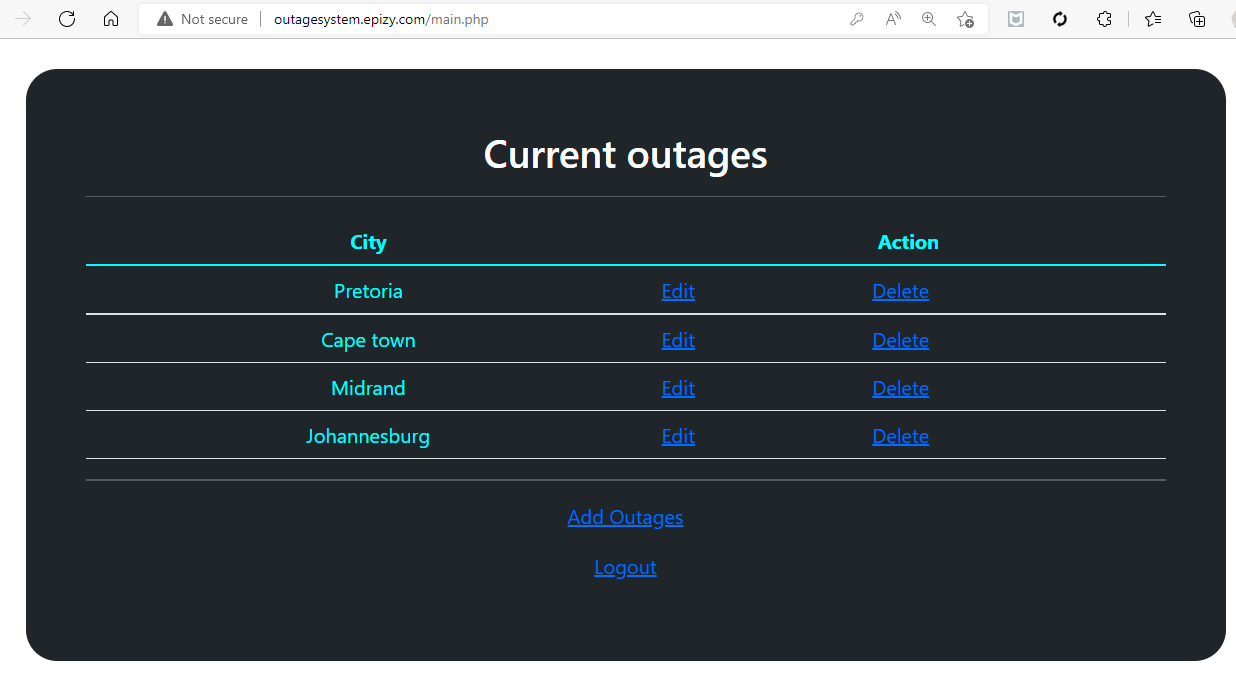 Not secure | outagesystem.epizy.com/main.php
Current outages
City Action
Pretoria Edit Delete
Cape town Edit Delete
Midrand Edit Delete
Johannesburg Edit Delete
Add Outages
Logout